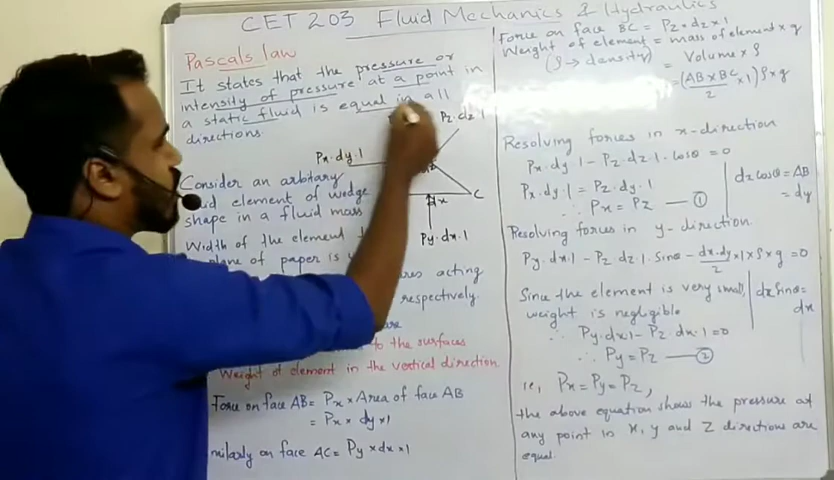 CET 203 Fluid Mechanics & Hydraulics
Pascals law
It states that the pressure or
intensity of pressure at a point in
a static fluid is equal in all
directions.
Pz.dz.1
Px.dy.1
C
dx
Py.dx.1
Consider an arbotary
element of wedge
shape in a fluid mass
Width of the element
plane of paper is
acting
respectively
are
to the surfaces
Weight of element in the vertical direction
Force on face AB = Px × Area of face AB
= Px × dy × 1
on face AC = Py × dx × 1
Force on face BC = Pz × dz × 1
Weight of element = mass of element × g
(ρ → density) = Volume × ρ
= (AB × BC/2 × 1) ρ × g
Resolving forces in x-direction
Px.dy 1 - Pz.dz.1. cosθ = 0
Px.dy.1 = Pz.dy.1
∴ Px = Pz — ①
dz cosθ = AB
= dy
Resolving forces in y-direction
Py.dx.1 - Pz dz.1. sinθ - dx.dy/2 × 1 × ρ × g = 0
Since the element is very small,
weight is negligible
dz sinθ =
dx
∴ Py.dx1 - Pz.dx.1 = 0
∴ Py = Pz — ②
ie, Px = Py = Pz,
the above equation shows the pressure at
any point in x, y and z directions are
equal.